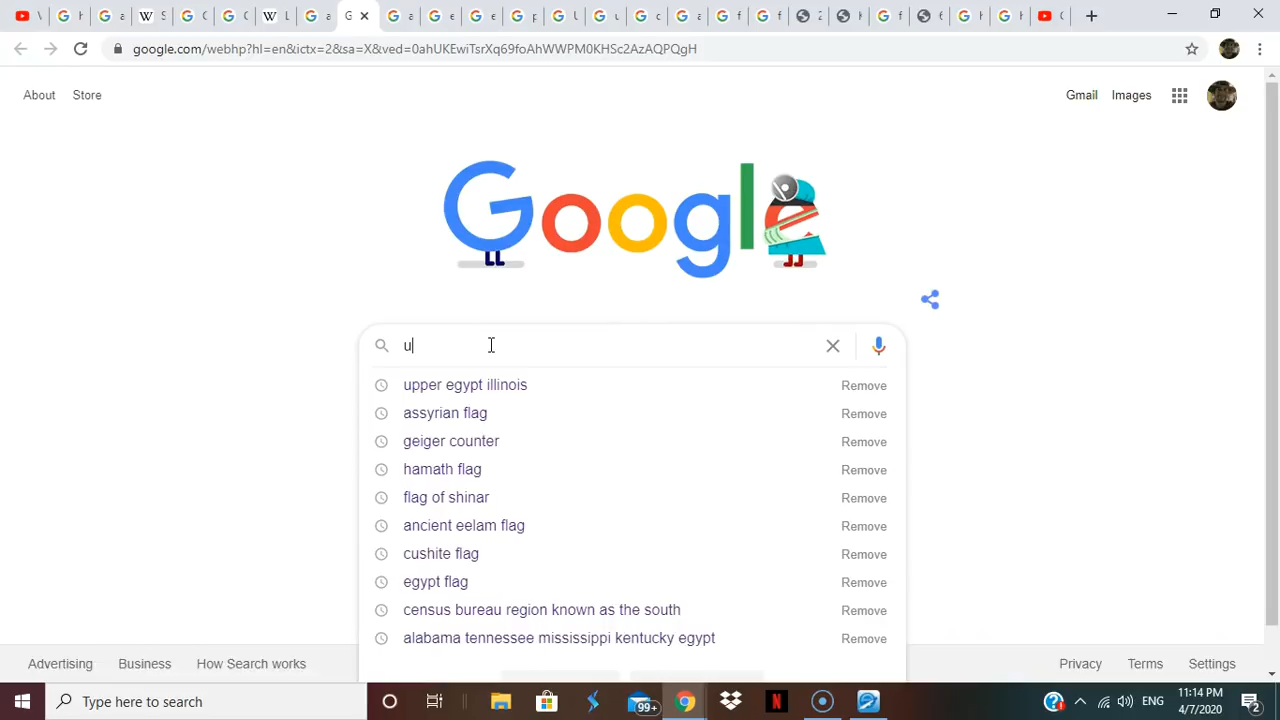 google.com/webhp?hl=en&ictx=2&sa=X&ved=0ahUKEwiTsrXq69foAhWWPM0KHSc2AzAQPQgH
About Store Gmail Images
Google
u
upper egypt illinois Remove
assyrian flag Remove
geiger counter Remove
hamath flag Remove
flag of shinar Remove
ancient eelam flag Remove
cushite flag Remove
egypt flag Remove
census bureau region known as the south Remove
alabama tennessee mississippi kentucky egypt Remove
Advertising Business How Search works Privacy Terms Settings
Type here to search 99+ ENG 11:14 PM
4/7/2020 2